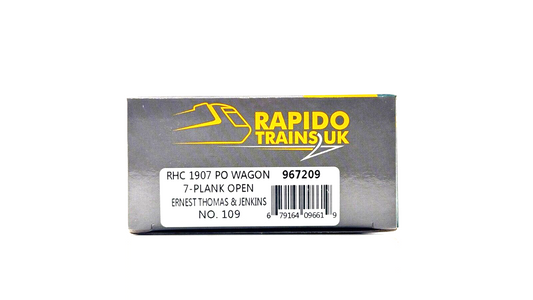 RAPIDO
TRAINS UK
RHC 1907 PO WAGON 967209
7-PLANK OPEN
ERNEST THOMAS & JENKINS
NO. 109
6 79164 09661 9